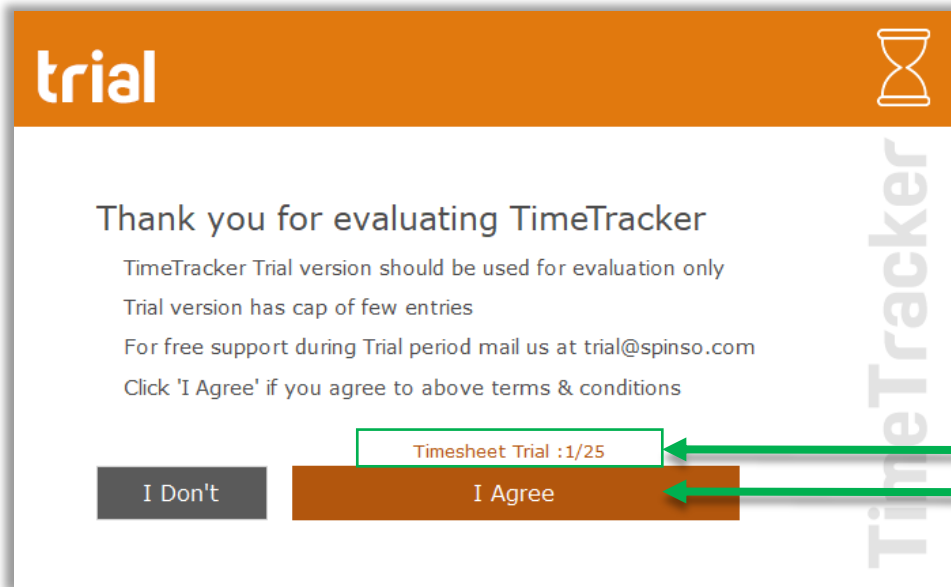 trial
Thank you for evaluating TimeTracker
TimeTracker Trial version should be used for evaluation only
Trial version has cap of few entries
For free support during Trial period mail us at trial@spinso.com
Click 'I Agree' if you agree to above terms & conditions
Timesheet Trial :1/25
I Don't
I Agree
TimeTracker